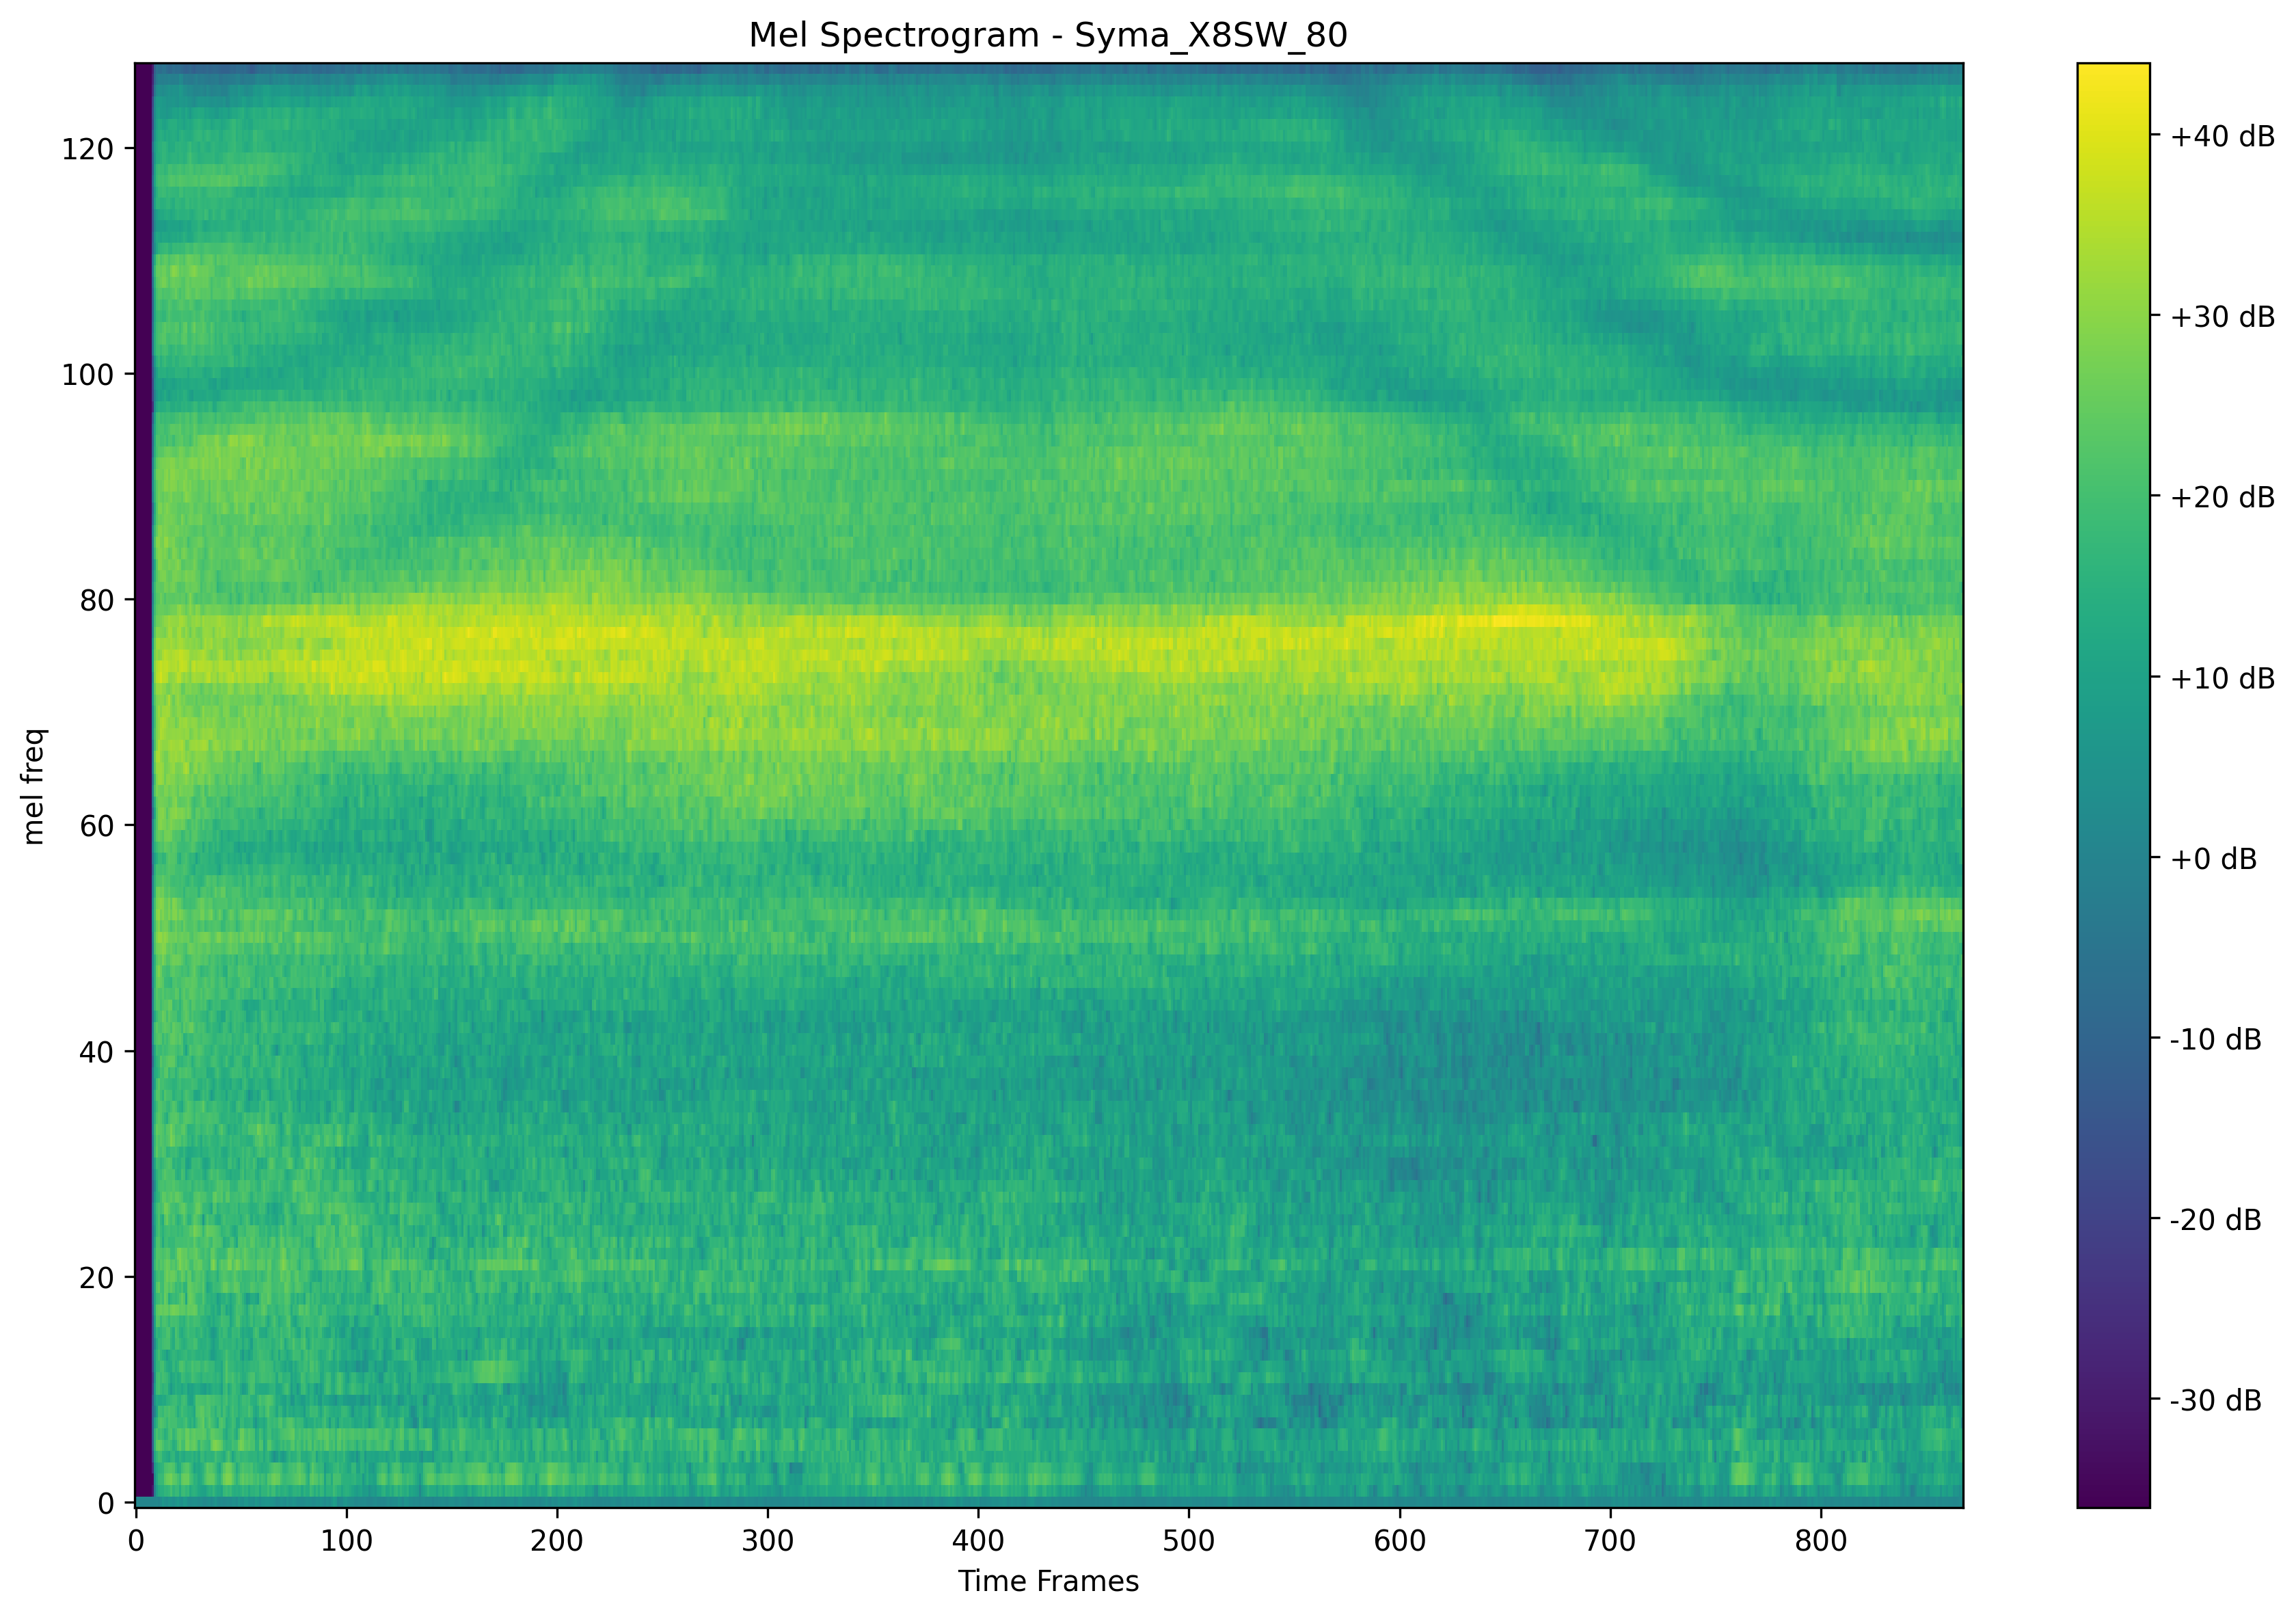 Mel Spectrogram - Syma_X8SW_80
mel freq
120
100
80
60
40
20
0
0 100 200 300 400 500 600 700 800
Time Frames
+40 dB
+30 dB
+20 dB
+10 dB
+0 dB
-10 dB
-20 dB
-30 dB